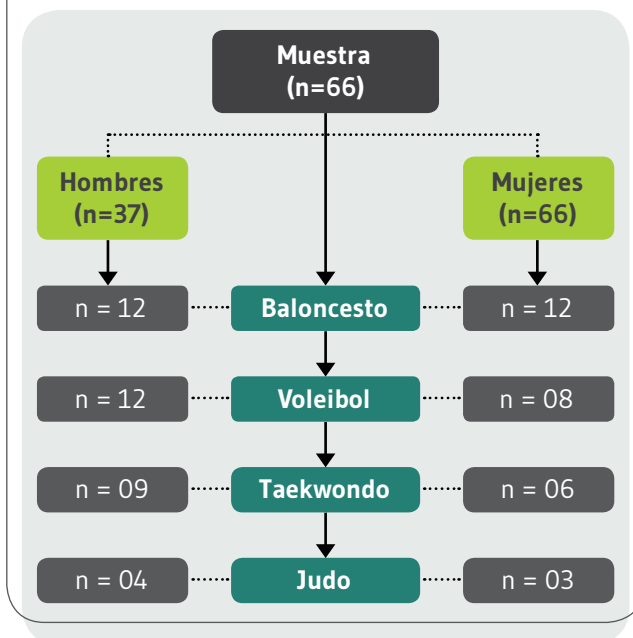 Muestra
(n=66)
Hombres
(n=37)
Mujeres
(n=66)
n = 12
Baloncesto
n = 12
n = 12
Voleibol
n = 08
n = 09
Taekwondo
n = 06
n = 04
Judo
n = 03